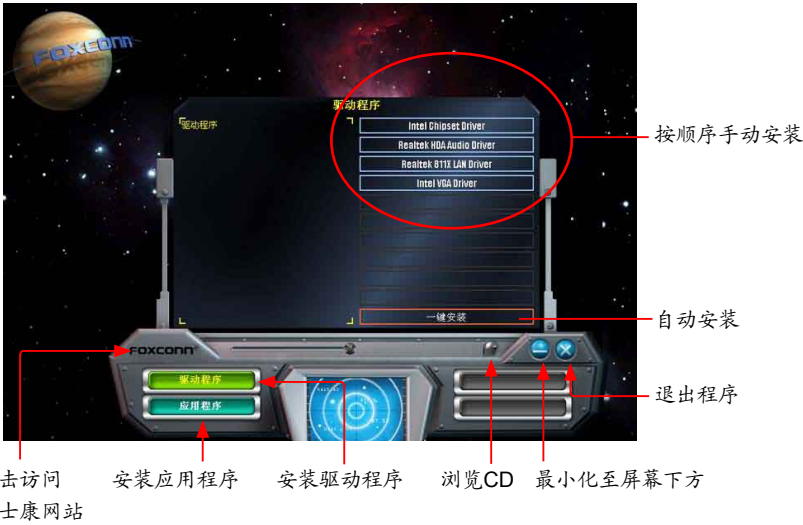 FOXCONN
驱动程序
驱动程序
Intel Chipset Driver
Realtek HDA Audio Driver
Realtek 811X LAN Driver
Intel VGA Driver
按顺序手动安装
一键安装
自动安装
FOXCONN
驱动程序
应用程序
退出程序
击访问
士康网站
安装应用程序
安装驱动程序
浏览CD
最小化至屏幕下方